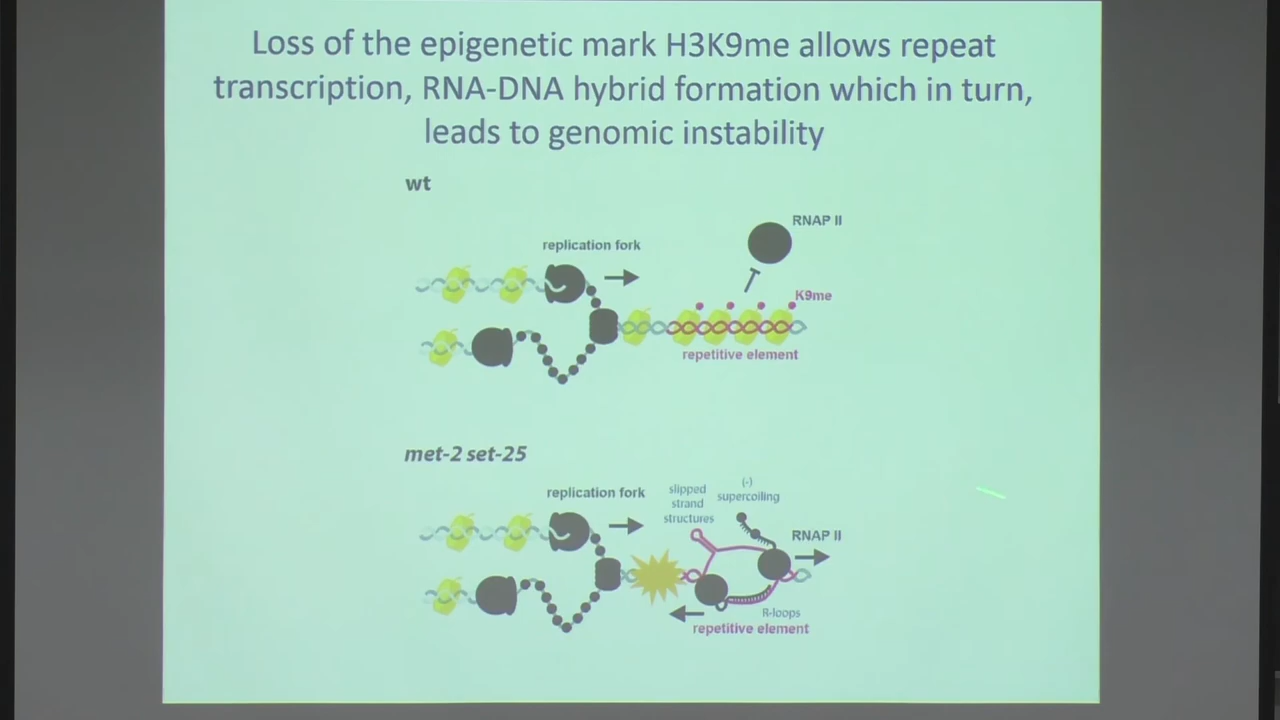 Loss of the epigenetic mark H3K9me allows repeat
transcription, RNA-DNA hybrid formation which in turn,
leads to genomic instability
wt
RNAP II
replication fork
K9me
repetitive element
met-2 set-25
replication fork
slipped
strand
structures
(-)
supercoiling
RNAP II
R-loops
repetitive element